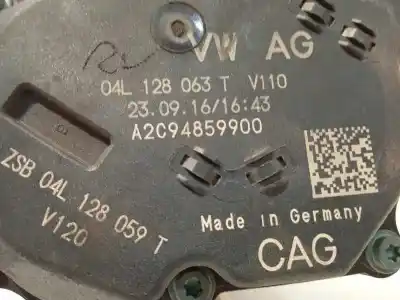 VW AG
04L 128 063 T V110
23.09.16/16:43
A2C94859900
ZSB 04L 128 059 T
V120
Made in Germany
CAG